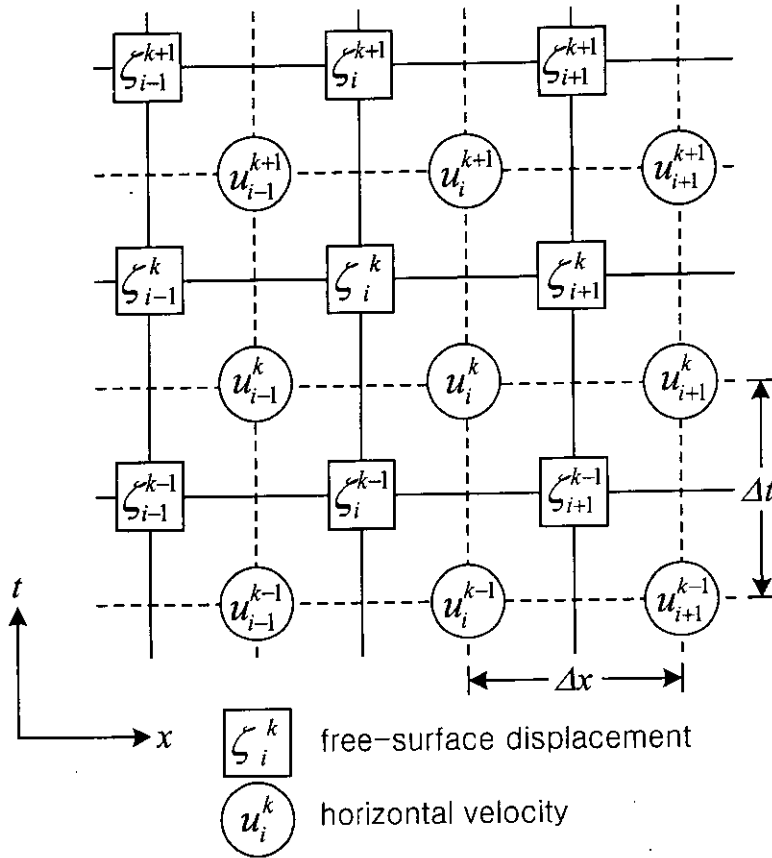 ζ_{i-1}^{k+1} ζ_i^{k+1} ζ_{i+1}^{k+1}
u_{i-1}^{k+1} u_i^{k+1} u_{i+1}^{k+1}
ζ_{i-1}^k ζ_i^k ζ_{i+1}^k
u_{i-1}^k u_i^k u_{i+1}^k
ζ_{i-1}^{k-1} ζ_i^{k-1} ζ_{i+1}^{k-1}
Δt
u_{i-1}^{k-1} u_i^{k-1} u_{i+1}^{k-1}
t
Δx
x
ζ_i^k free-surface displacement
u_i^k horizontal velocity